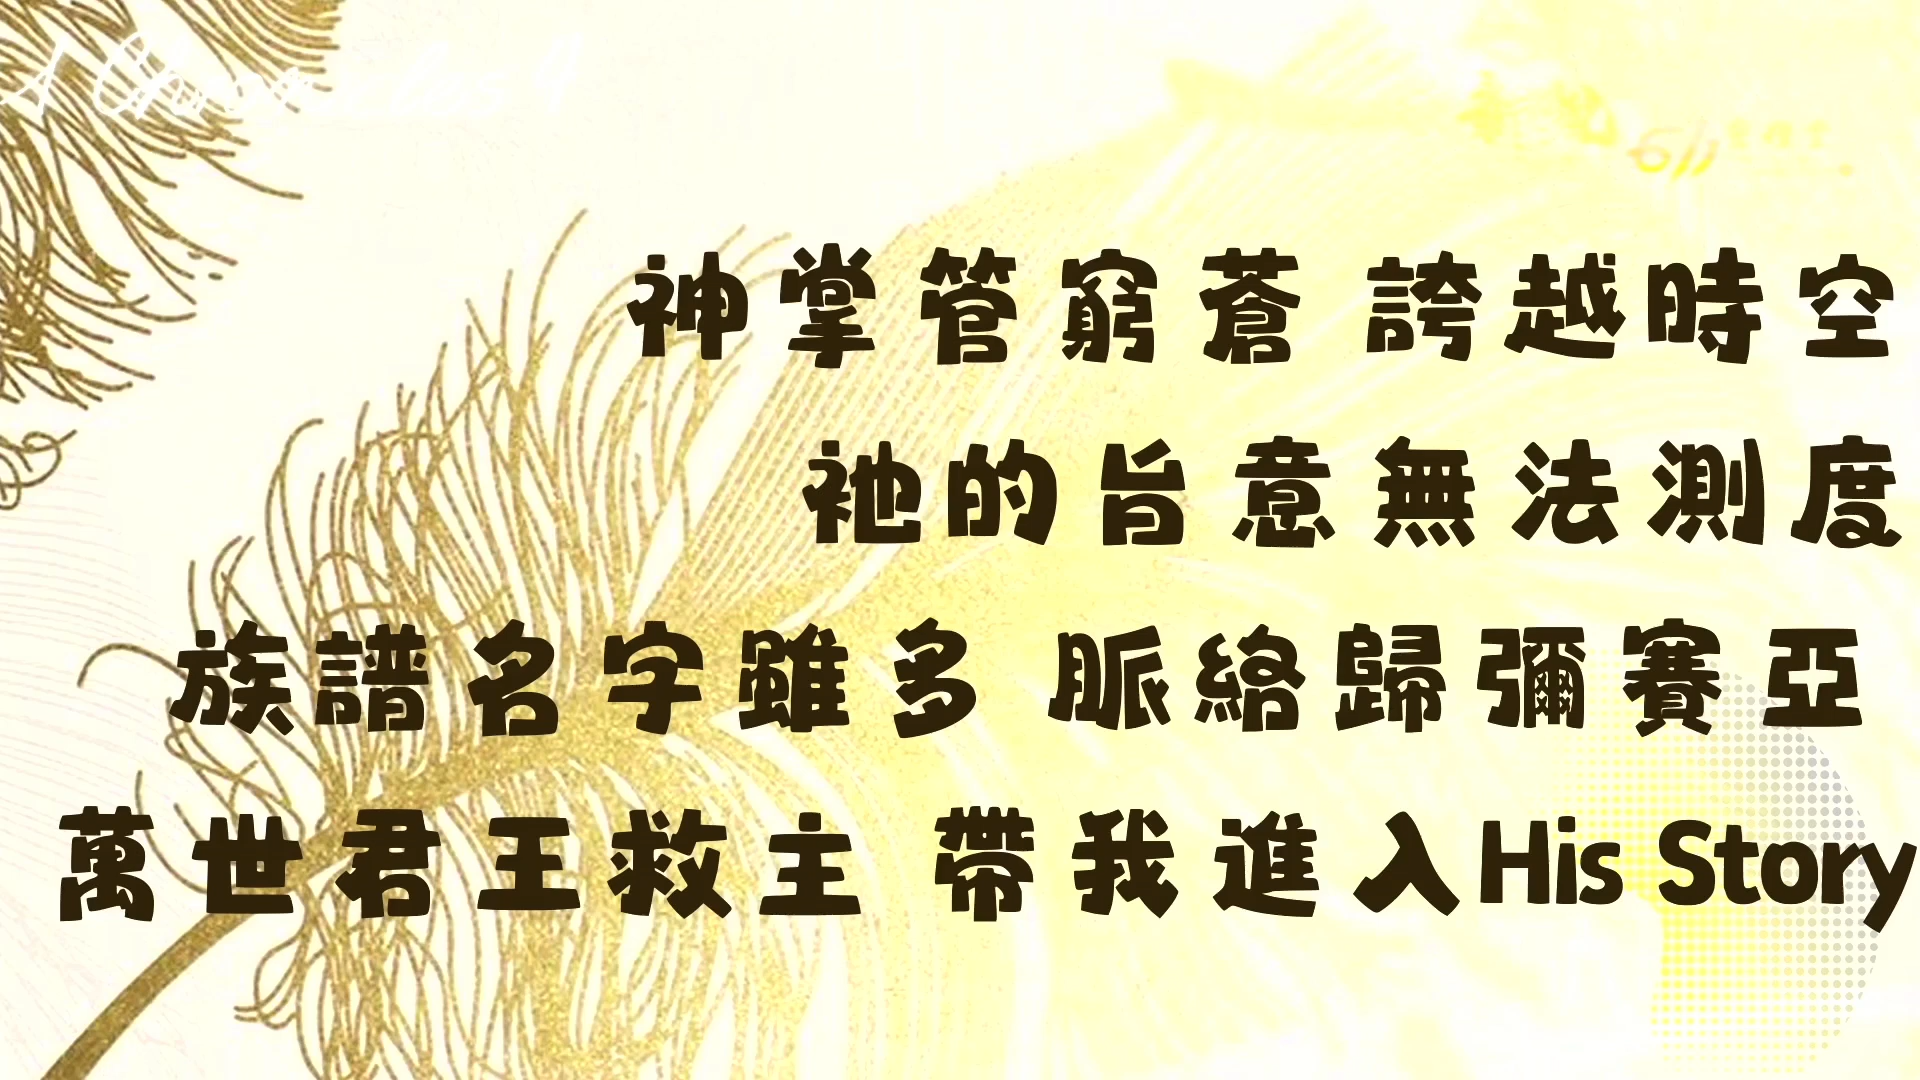 神掌管窮蒼 誇越時空
祂的旨意無法測度
族譜名字雖多 脈絡歸彌賽亞
萬世君王救主 帶我進入His Story